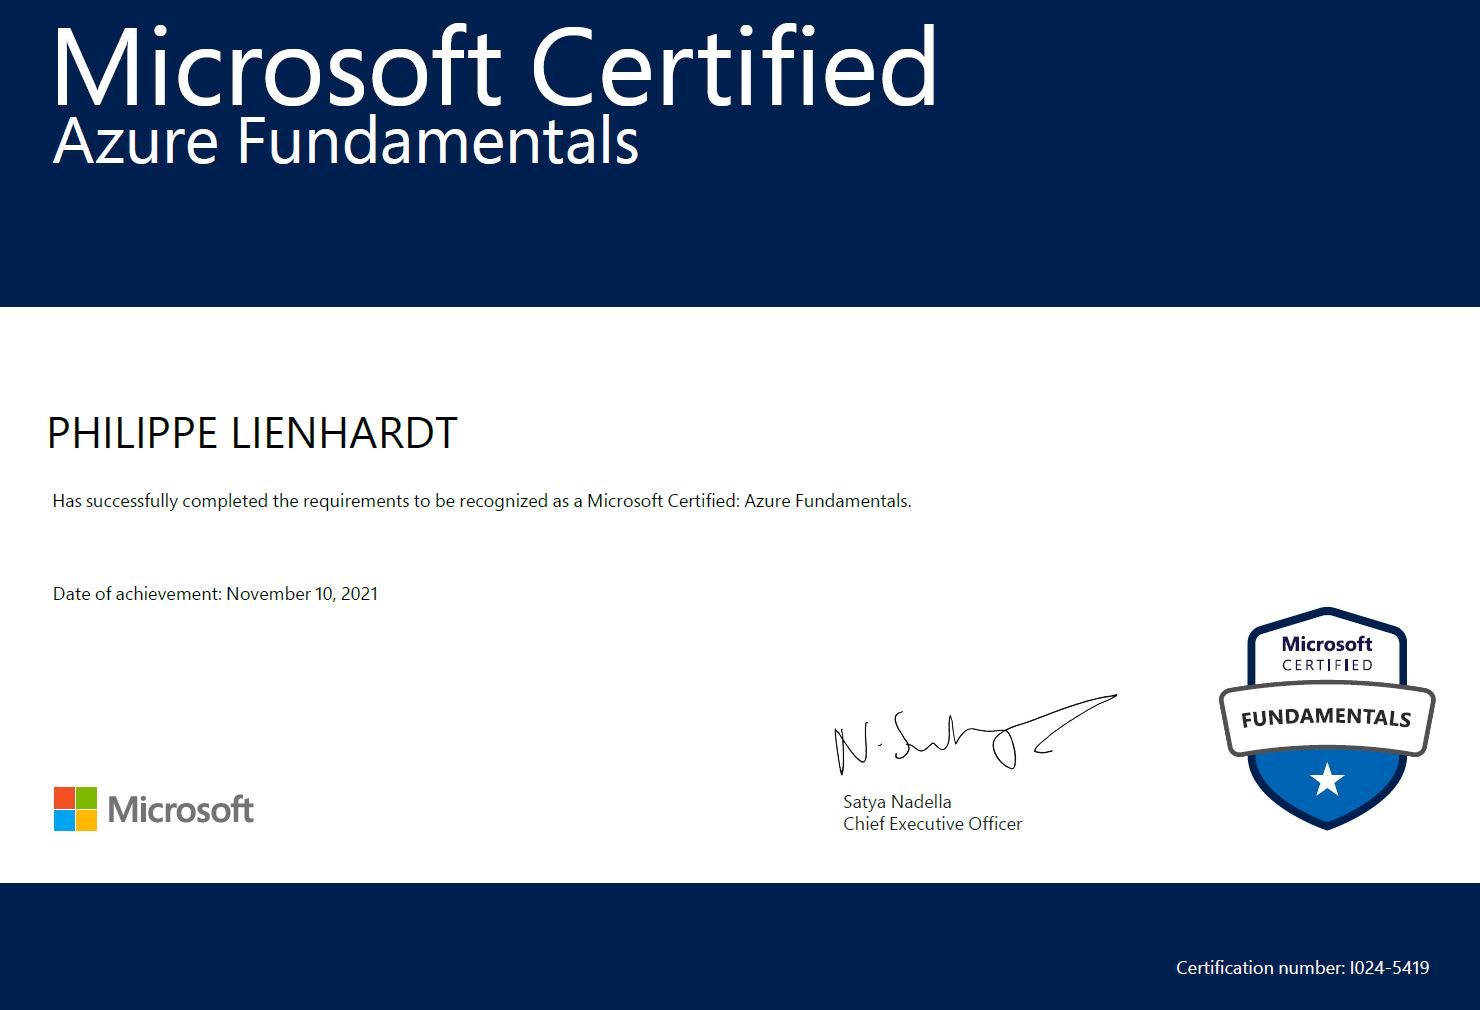 Microsoft Certified
Azure Fundamentals
PHILIPPE LIENHARDT
Has successfully completed the requirements to be recognized as a Microsoft Certified: Azure Fundamentals.
Date of achievement: November 10, 2021
Microsoft
CERTIFIED
FUNDAMENTALS
Microsoft
Satya Nadella
Chief Executive Officer
Certification number: I024-5419